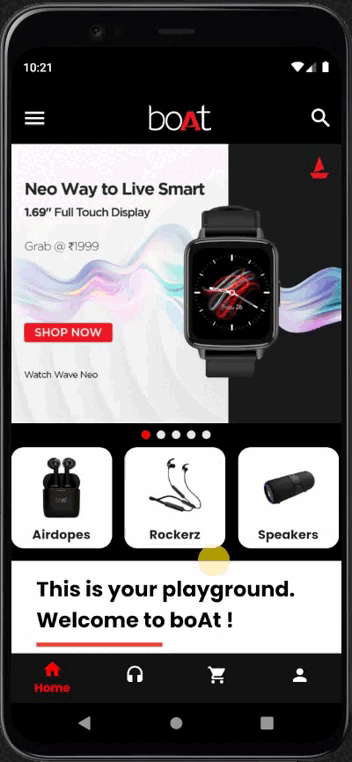 10:21
boAt
Neo Way to Live Smart
1.69" Full Touch Display
Grab @ ₹1999
SHOP NOW
Watch Wave Neo
Airdopes
Rockerz
Speakers
This is your playground.
Welcome to boAt !
Home